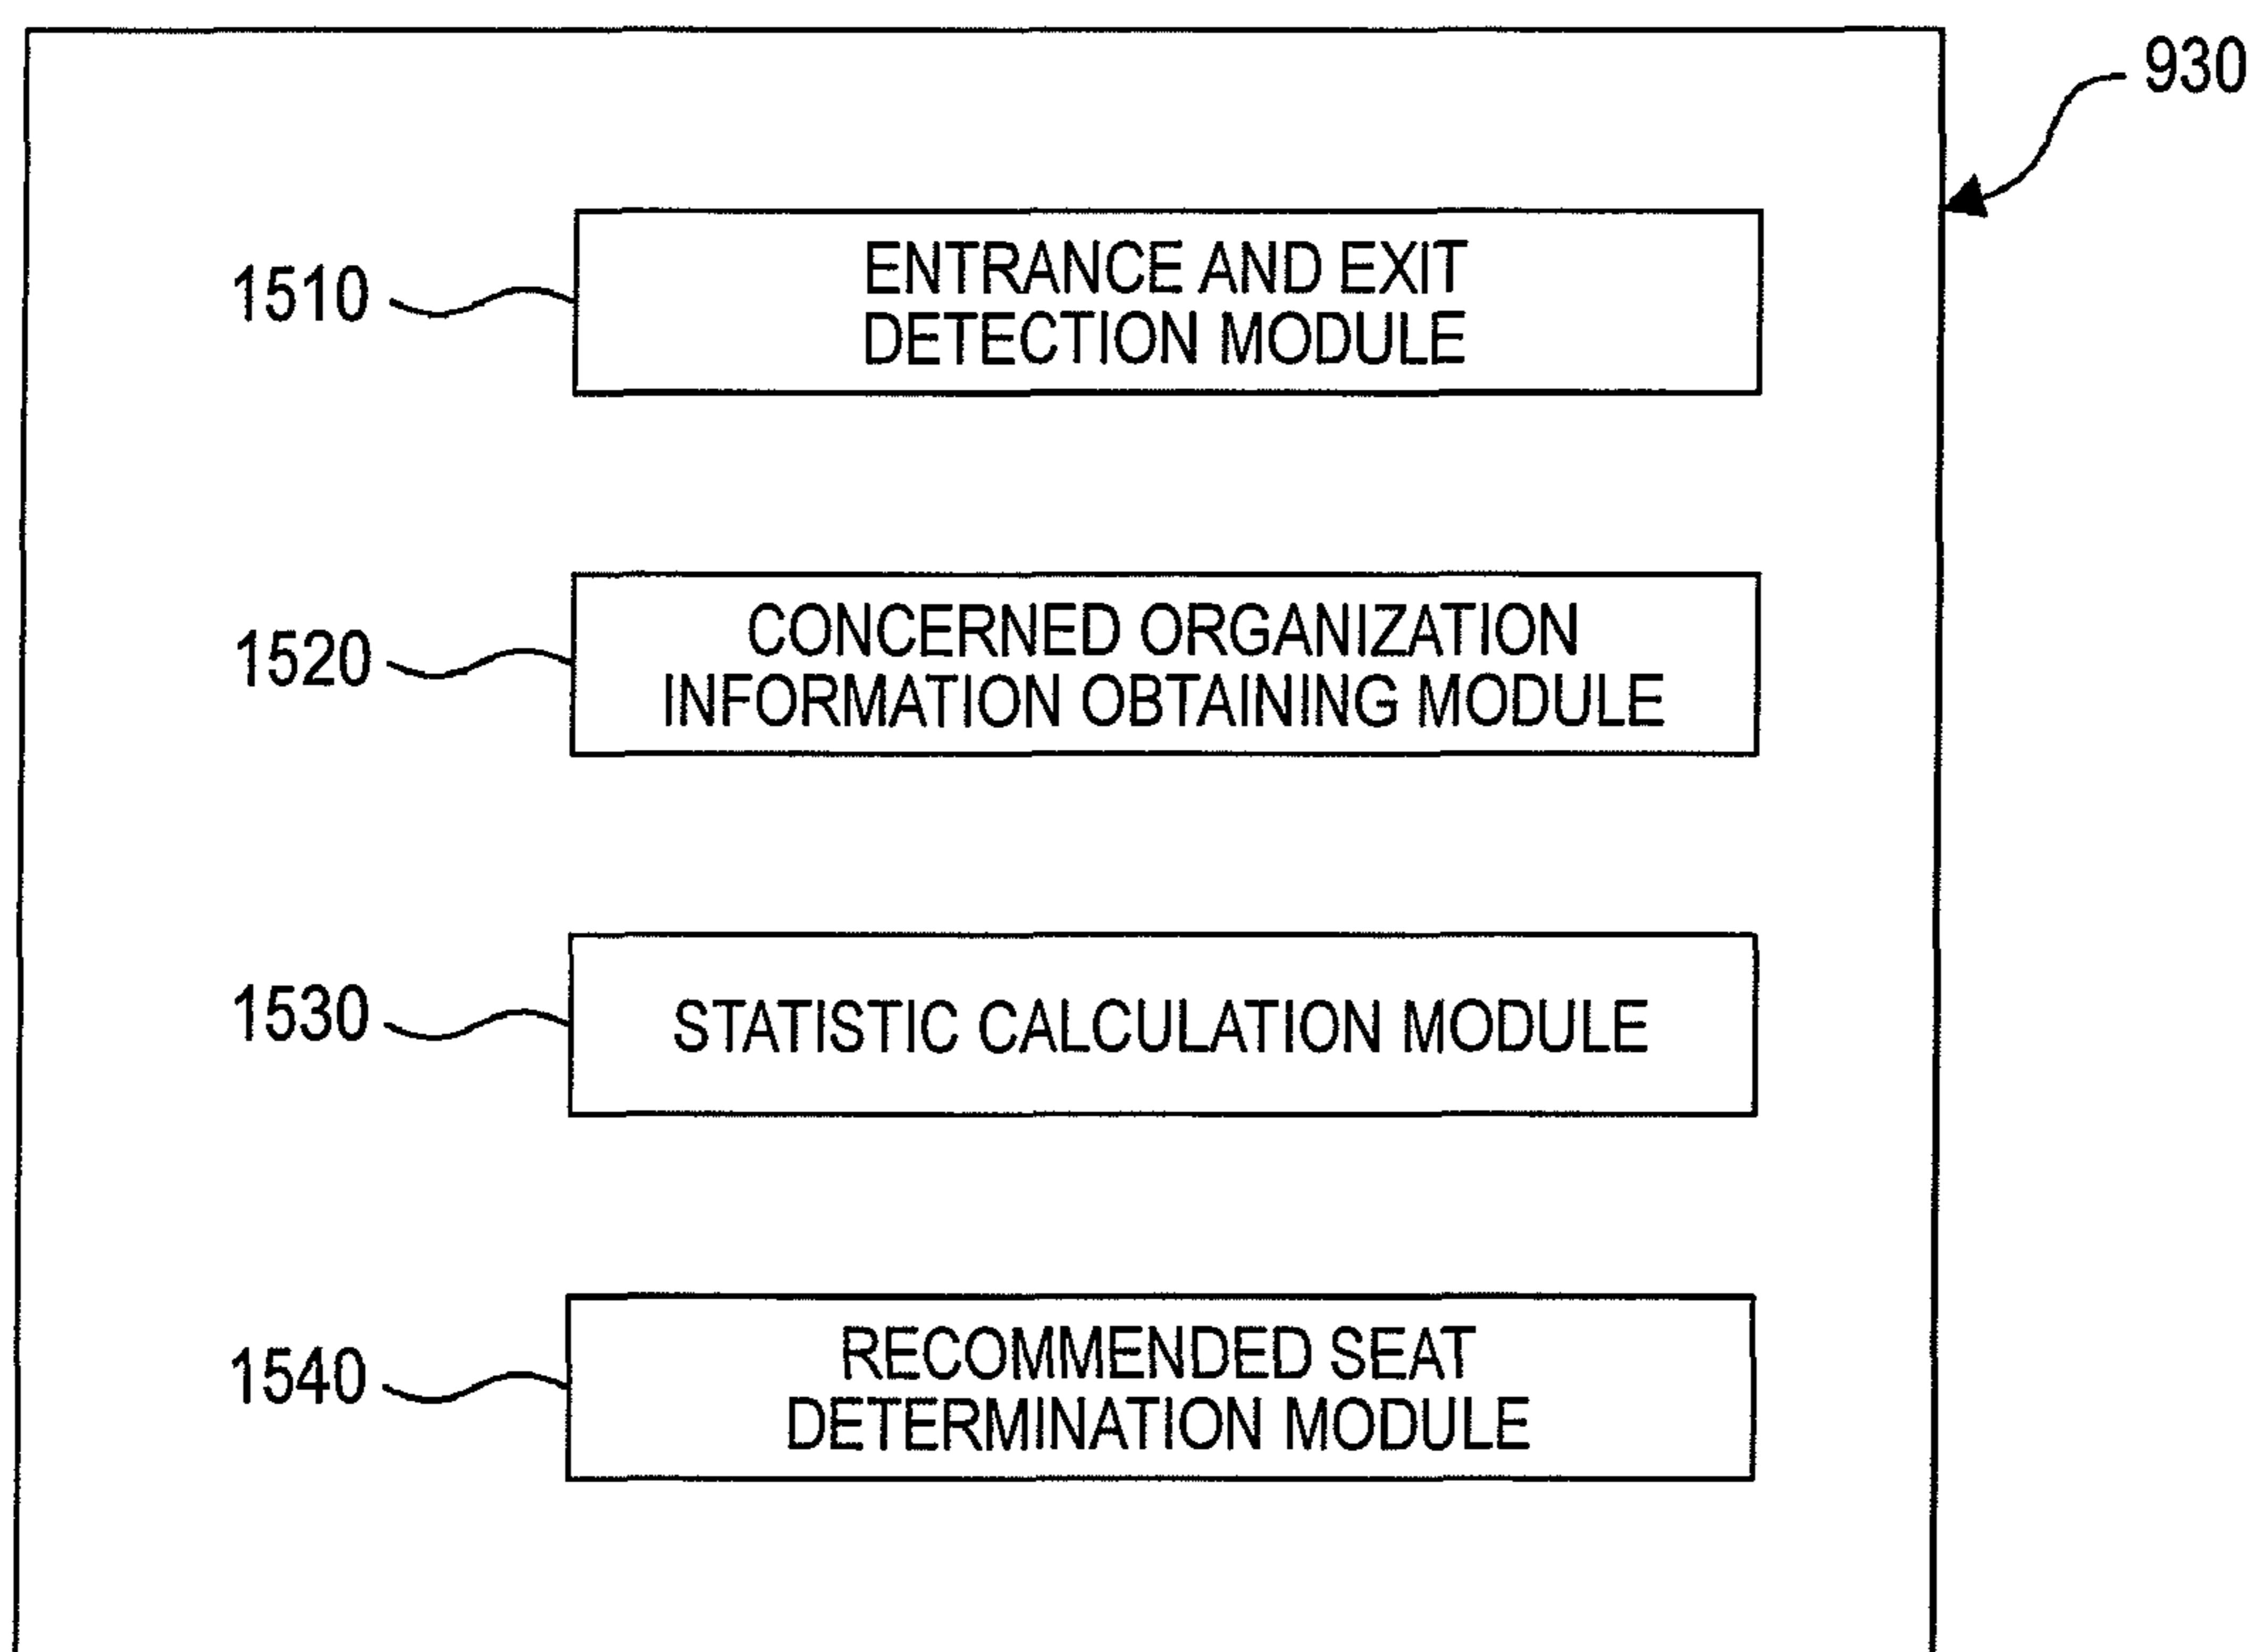 930
1510
ENTRANCE AND EXIT
DETECTION MODULE
1520
CONCERNED ORGANIZATION
INFORMATION OBTAINING MODULE
1530
STATISTIC CALCULATION MODULE
1540
RECOMMENDED SEAT
DETERMINATION MODULE